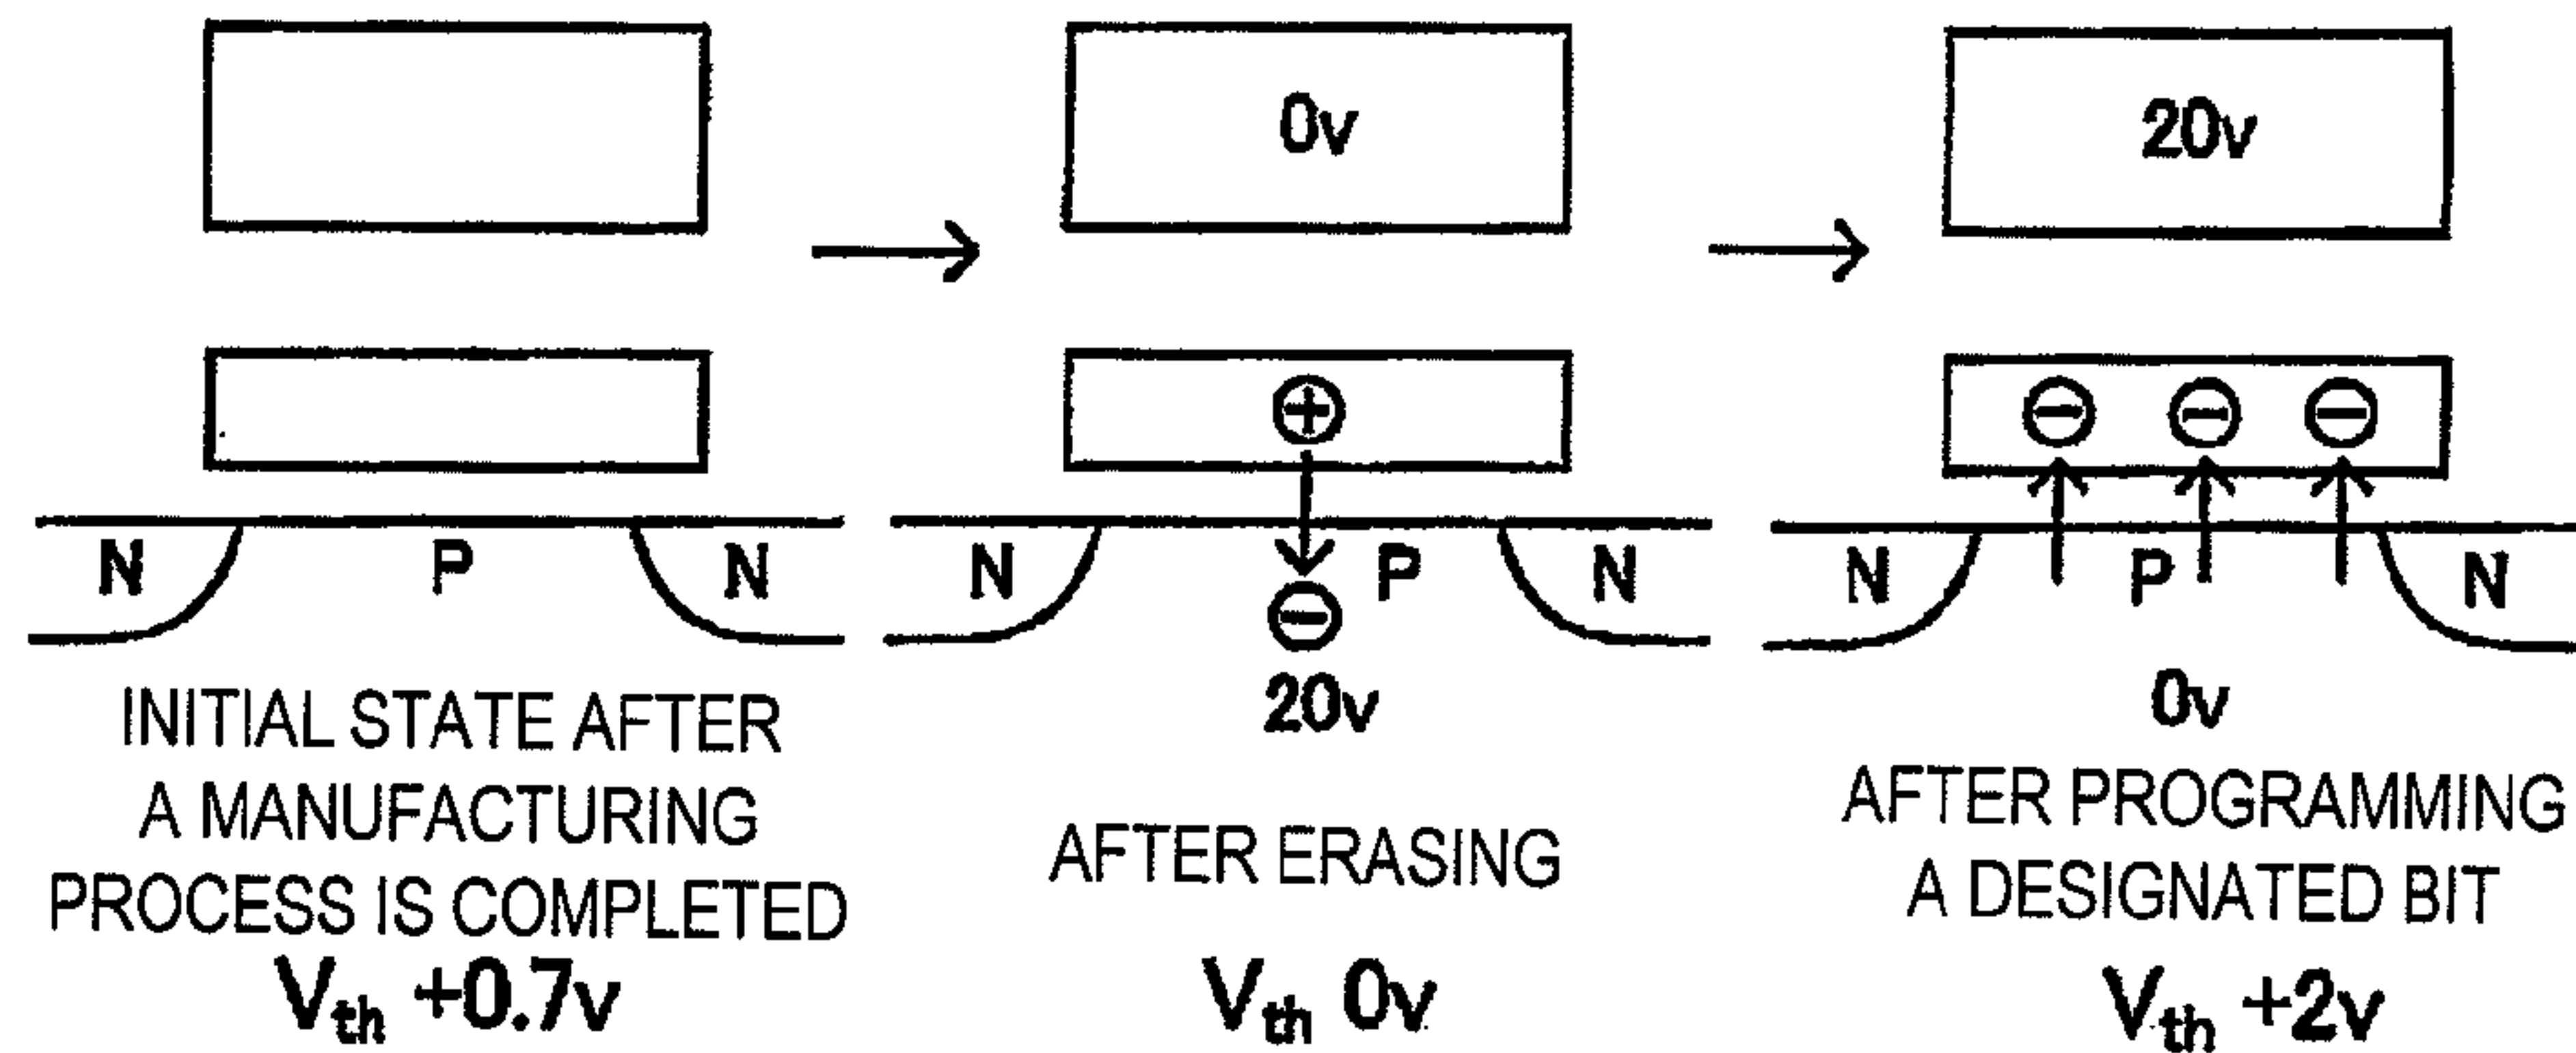 0v
20v
⊕
⊖ ⊖ ⊖
N P N
N P N
N P N
⊖
20v
0v
INITIAL STATE AFTER
A MANUFACTURING
PROCESS IS COMPLETED
Vth +0.7v
AFTER ERASING
Vth 0v
AFTER PROGRAMMING
A DESIGNATED BIT
Vth +2v